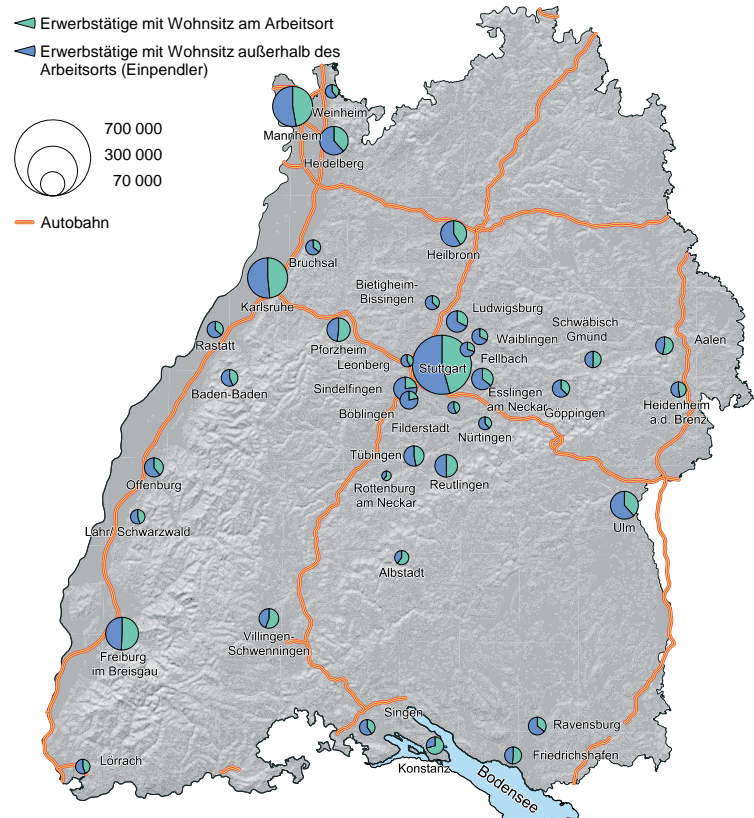 Erwerbstätige mit Wohnsitz am Arbeitsort
Erwerbstätige mit Wohnsitz außerhalb des
Arbeitsorts (Einpendler)
700 000
300 000
70 000
Autobahn
Weinheim
Mannheim
Heidelberg
Heilbronn
Bruchsal
Bietigheim-
Bissingen
Karlsruhe
Ludwigsburg
Rastatt
Pforzheim
Waiblingen
Schwäbisch
Gmünd
Aalen
Leonberg
Stuttgart
Fellbach
Baden-Baden
Sindelfingen
Esslingen
am Neckar
Göppingen
Heidenheim
a.d. Brenz
Böblingen
Filderstadt
Nürtingen
Tübingen
Offenburg
Rottenburg
am Neckar
Reutlingen
Lahr/ Schwarzwald
Ulm
Albstadt
Freiburg
im Breisgau
Villingen-
Schwenningen
Singen
Ravensburg
Lörrach
Konstanz
Friedrichshafen
Bodensee